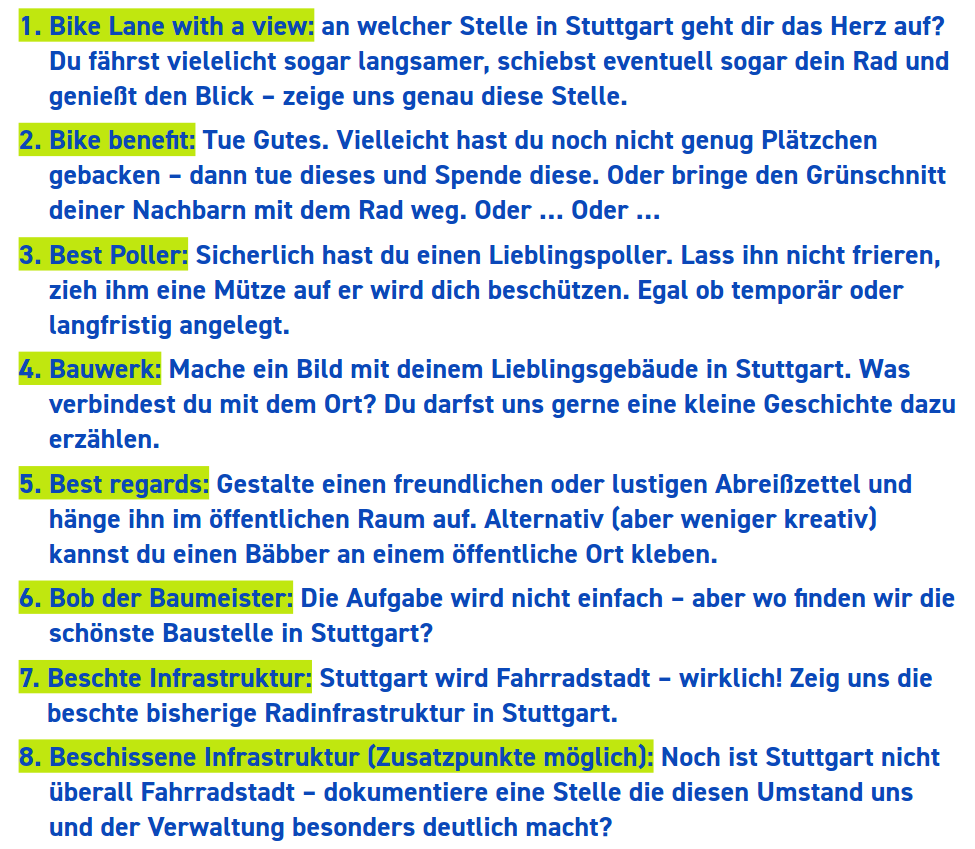 1. Bike Lane with a view: an welcher Stelle in Stuttgart geht dir das Herz auf?
Du fährst vielelicht sogar langsamer, schiebst eventuell sogar dein Rad und
genießt den Blick – zeige uns genau diese Stelle.
2. Bike benefit: Tue Gutes. Vielleicht hast du noch nicht genug Plätzchen
gebacken – dann tue dieses und Spende diese. Oder bringe den Grünschnitt
deiner Nachbarn mit dem Rad weg. Oder ... Oder ...
3. Best Poller: Sicherlich hast du einen Lieblingspoller. Lass ihn nicht frieren,
zieh ihm eine Mütze auf er wird dich beschützen. Egal ob temporär oder
langfristig angelegt.
4. Bauwerk: Mache ein Bild mit deinem Lieblingsgebäude in Stuttgart. Was
verbindest du mit dem Ort? Du darfst uns gerne eine kleine Geschichte dazu
erzählen.
5. Best regards: Gestalte einen freundlichen oder lustigen Abreißzettel und
hänge ihn im öffentlichen Raum auf. Alternativ (aber weniger kreativ)
kannst du einen Bäbber an einem öffentliche Ort kleben.
6. Bob der Baumeister: Die Aufgabe wird nicht einfach – aber wo finden wir die
schönste Baustelle in Stuttgart?
7. Beschte Infrastruktur: Stuttgart wird Fahrradstadt – wirklich! Zeig uns die
beschte bisherige Radinfrastruktur in Stuttgart.
8. Beschissene Infrastruktur (Zusatzpunkte möglich): Noch ist Stuttgart nicht
überall Fahrradstadt – dokumentiere eine Stelle die diesen Umstand uns
und der Verwaltung besonders deutlich macht?